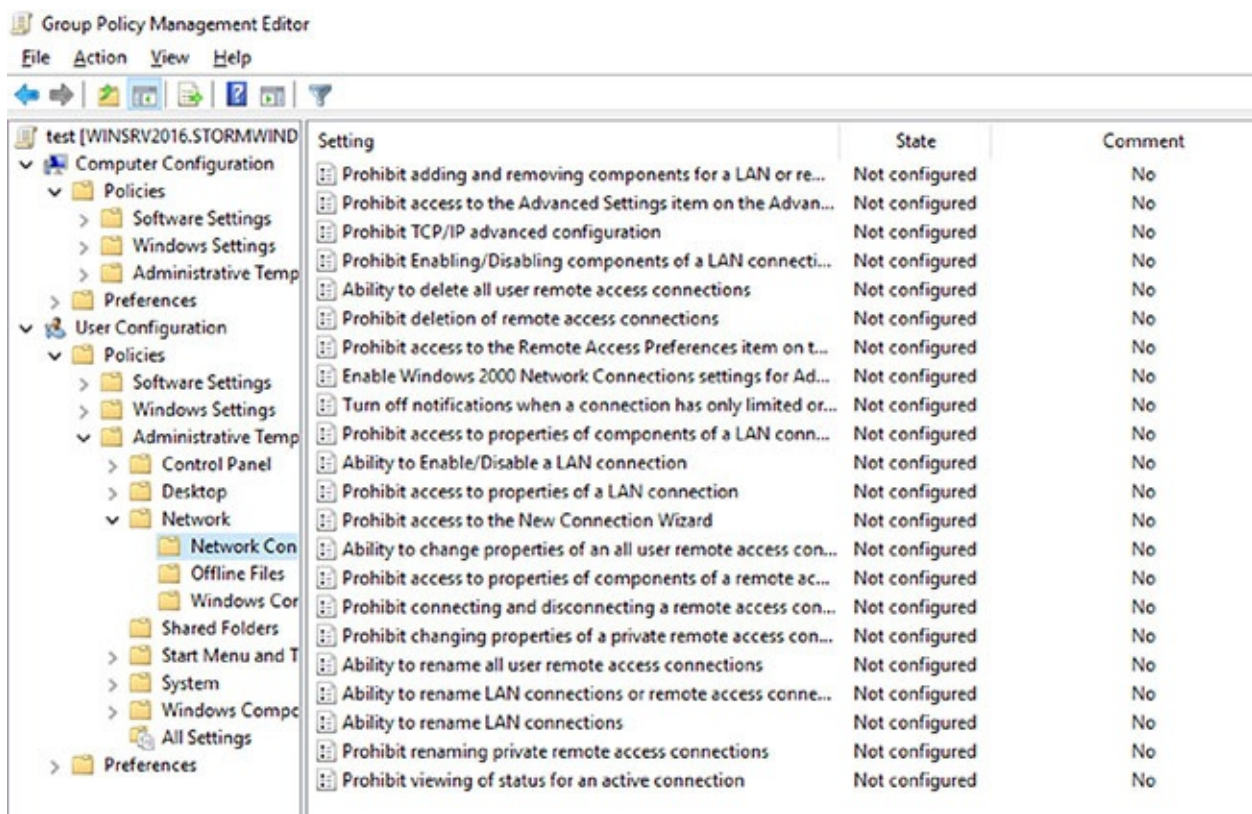 Group Policy Management Editor
File Action View Help
test [WINSRV2016.STORMWIND
Computer Configuration
Policies
Software Settings
Windows Settings
Administrative Temp
Preferences
User Configuration
Policies
Software Settings
Windows Settings
Administrative Temp
Control Panel
Desktop
Network
Network Con
Offline Files
Windows Cor
Shared Folders
Start Menu and T
System
Windows Compo
All Settings
Preferences
Setting State Comment
Prohibit adding and removing components for a LAN or re... Not configured No
Prohibit access to the Advanced Settings item on the Advan... Not configured No
Prohibit TCP/IP advanced configuration Not configured No
Prohibit Enabling/Disabling components of a LAN connecti... Not configured No
Ability to delete all user remote access connections Not configured No
Prohibit deletion of remote access connections Not configured No
Prohibit access to the Remote Access Preferences item on t... Not configured No
Enable Windows 2000 Network Connections settings for Ad... Not configured No
Turn off notifications when a connection has only limited or... Not configured No
Prohibit access to properties of components of a LAN conn... Not configured No
Ability to Enable/Disable a LAN connection Not configured No
Prohibit access to properties of a LAN connection Not configured No
Prohibit access to the New Connection Wizard Not configured No
Ability to change properties of an all user remote access con... Not configured No
Prohibit access to properties of components of a remote ac... Not configured No
Prohibit connecting and disconnecting a remote access con... Not configured No
Prohibit changing properties of a private remote access con... Not configured No
Ability to rename all user remote access connections Not configured No
Ability to rename LAN connections or remote access conne... Not configured No
Ability to rename LAN connections Not configured No
Prohibit renaming private remote access connections Not configured No
Prohibit viewing of status for an active connection Not configured No